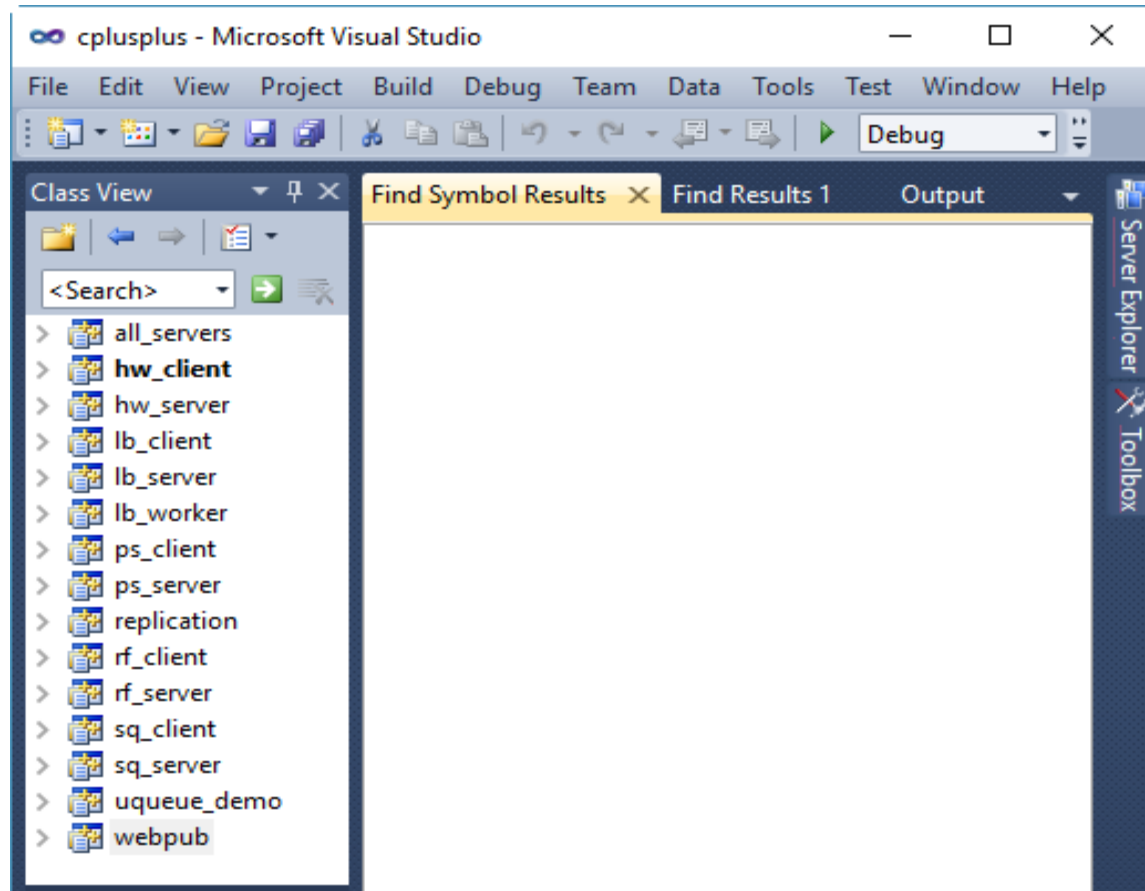 cplusplus - Microsoft Visual Studio
File Edit View Project Build Debug Team Data Tools Test Window Help
Debug
Class View
Find Symbol Results Find Results 1 Output
<Search>
all_servers
hw_client
hw_server
lb_client
lb_server
lb_worker
ps_client
ps_server
replication
rf_client
rf_server
sq_client
sq_server
uqueue_demo
webpub
Server Explorer
Toolbox